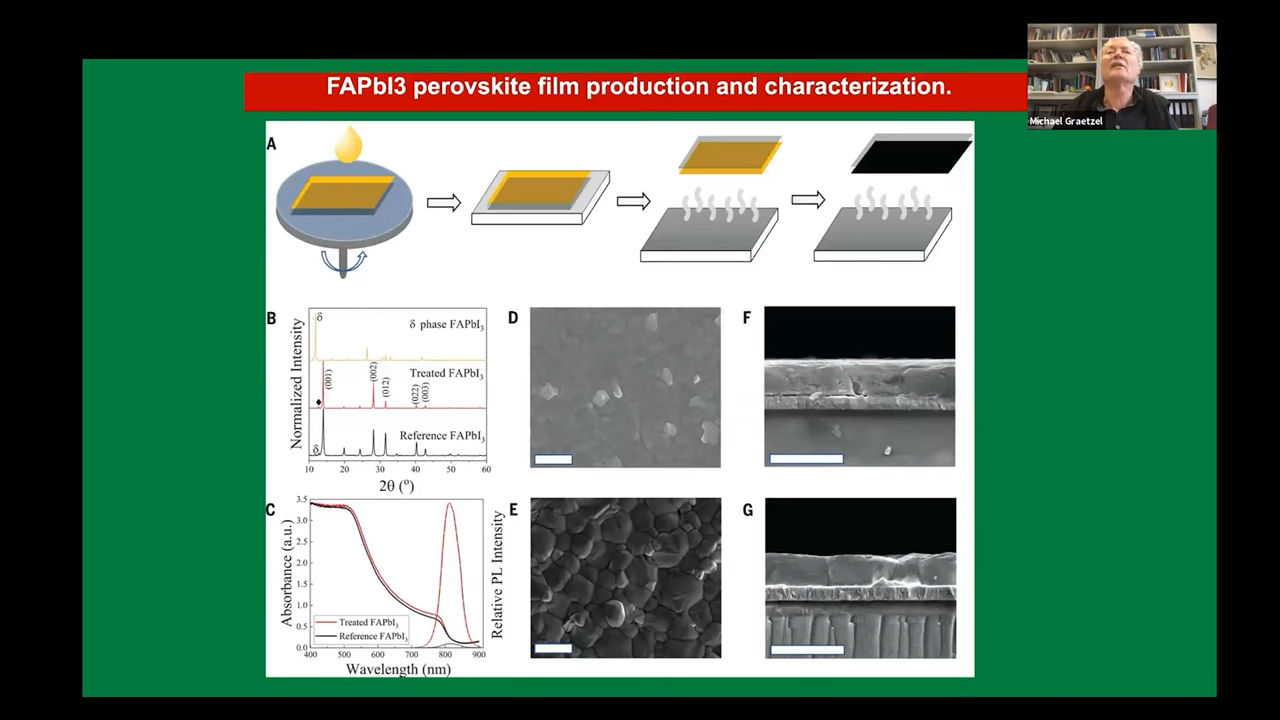 FAPbI3 perovskite film production and characterization.
Michael Graetzel
A
B
δ
δ phase FAPbI₃
Treated FAPbI₃
(001)
(002)
(012)
(022)
(003)
♦
Reference FAPbI₃
δ
Normalized Intensity
10 20 30 40 50 60
2θ (º)
C
3.5
3.0
2.5
2.0
1.5
1.0
0.5
0.0
Absorbance (a.u.)
Relative PL Intensity
Treated FAPbI₃
Reference FAPbI₃
400 500 600 700 800 900
Wavelength (nm)
D
E
F
G